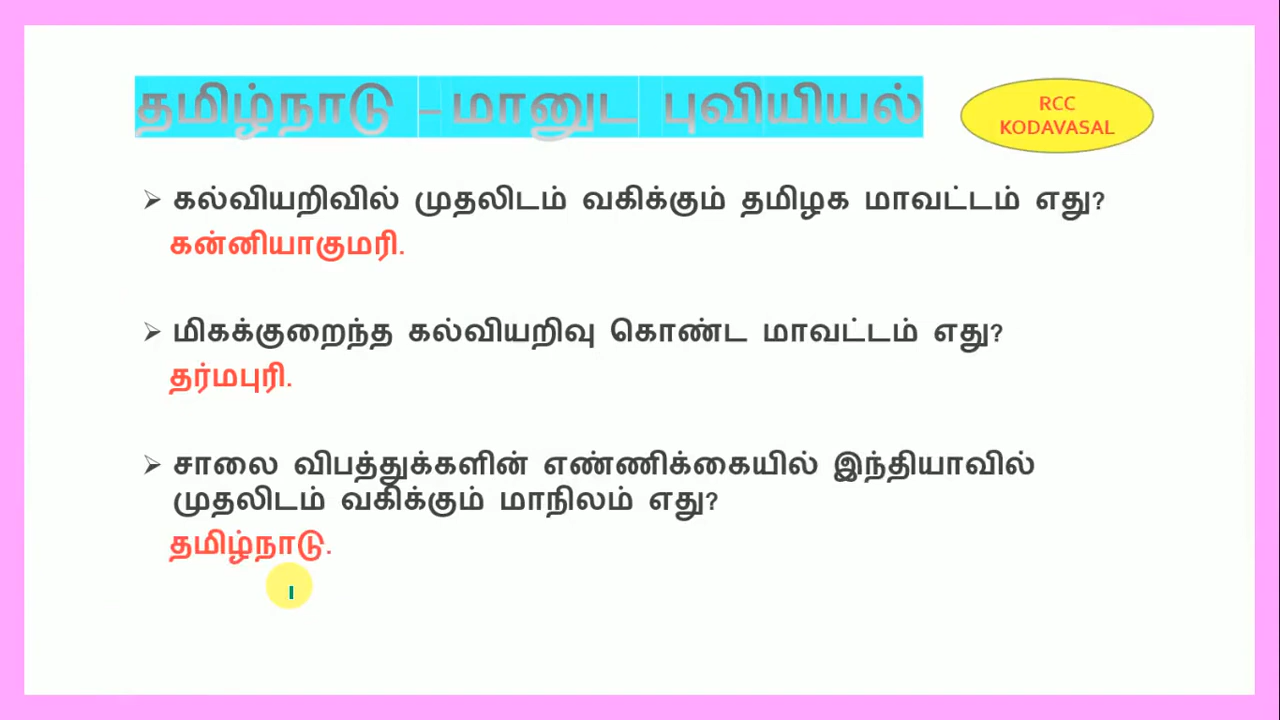 தமிழ்நாடு – மானுட புவியியல்
RCC
KODAVASAL
➢ கல்வியறிவில் முதலிடம் வகிக்கும் தமிழக மாவட்டம் எது?
கன்னியாகுமரி.
➢ மிகக்குறைந்த கல்வியறிவு கொண்ட மாவட்டம் எது?
தர்மபுரி.
➢ சாலை விபத்துக்களின் எண்ணிக்கையில் இந்தியாவில்
முதலிடம் வகிக்கும் மாநிலம் எது?
தமிழ்நாடு.